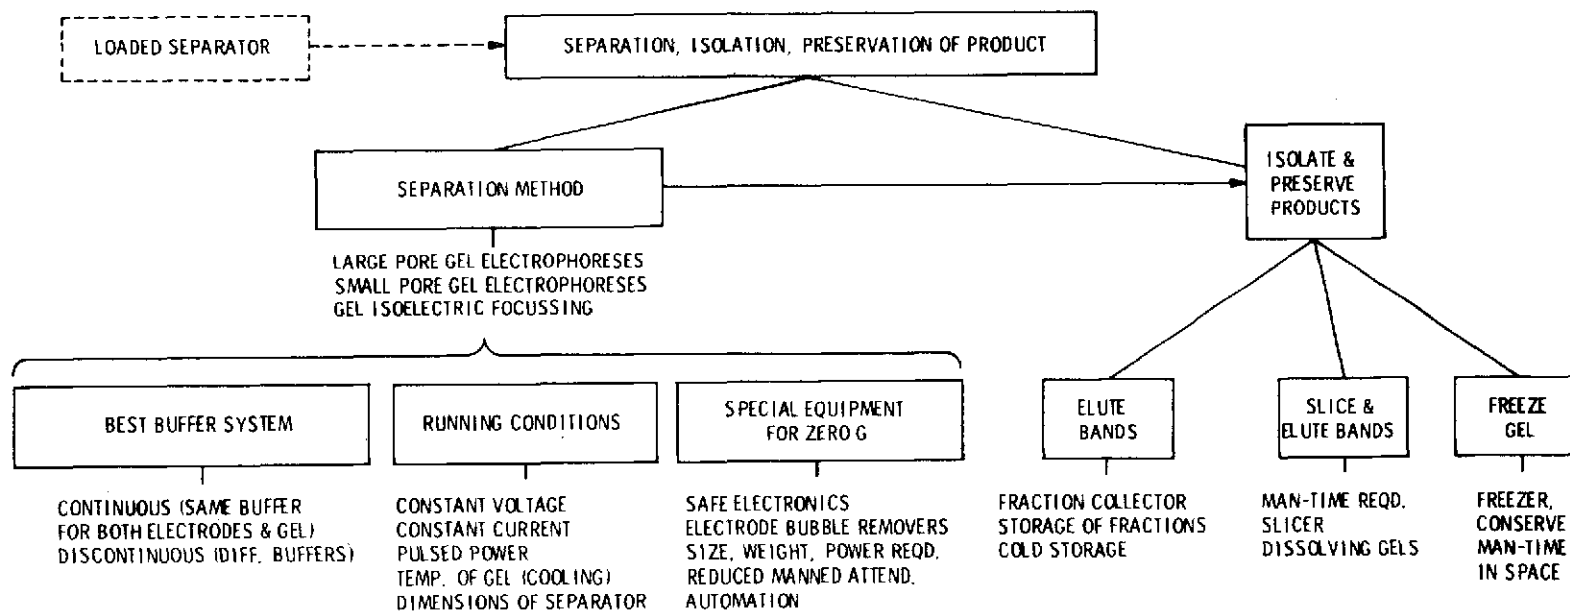 LOADED SEPARATOR
SEPARATION, ISOLATION, PRESERVATION OF PRODUCT
SEPARATION METHOD
ISOLATE &
PRESERVE
PRODUCTS
LARGE PORE GEL ELECTROPHORESES
SMALL PORE GEL ELECTROPHORESES
GEL ISOELECTRIC FOCUSSING
BEST BUFFER SYSTEM
CONTINUOUS (SAME BUFFER
FOR BOTH ELECTRODES & GEL)
DISCONTINUOUS (DIFF. BUFFERS)
RUNNING CONDITIONS
CONSTANT VOLTAGE
CONSTANT CURRENT
PULSED POWER
TEMP. OF GEL (COOLING)
DIMENSIONS OF SEPARATOR
SPECIAL EQUIPMENT
FOR ZERO G
SAFE ELECTRONICS
ELECTRODE BUBBLE REMOVERS
SIZE, WEIGHT, POWER REQD.
REDUCED MANNED ATTEND.
AUTOMATION
ELUTE
BANDS
FRACTION COLLECTOR
STORAGE OF FRACTIONS
COLD STORAGE
SLICE &
ELUTE BANDS
MAN-TIME REQD.
SLICER
DISSOLVING GELS
FREEZE
GEL
FREEZER,
CONSERVE
MAN-TIME
IN SPACE